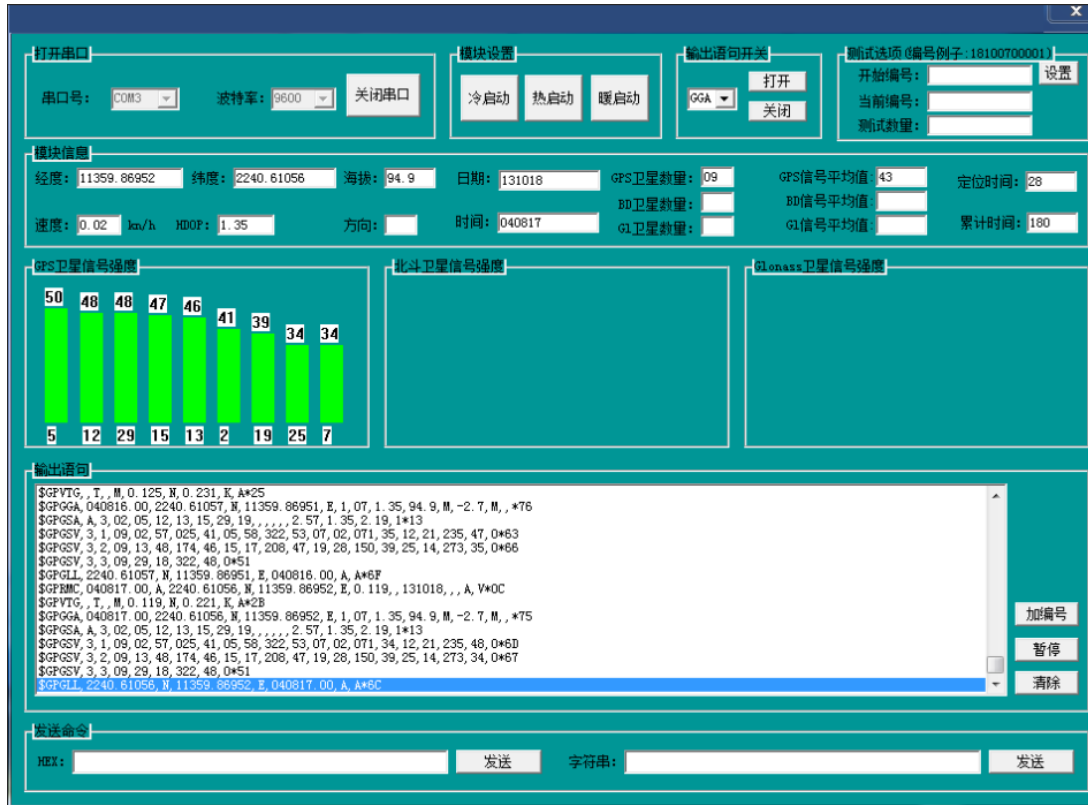 x
打开串口 模块设置 输出语句开关 测试选项(编号例子:18100700001)
串口号: COM3 波特率: 9600 关闭串口 冷启动 热启动 暖启动 GGA 打开 关闭
开始编号: 设置
当前编号:
测试数量:
模块信息
经度: 11359.86952 纬度: 2240.61056 海拔: 94.9 日期: 131018 GPS卫星数量: 09 GPS信号平均值: 43 定位时间: 28
BD卫星数量: BD信号平均值:
速度: 0.02 km/h HDOP: 1.35 方向: 时间: 040817 Gl卫星数量: Gl信号平均值: 累计时间: 180
GPS卫星信号强度 北斗卫星信号强度 Glonass卫星信号强度
50 48 48 47 46 41 39 34 34
5 12 29 15 13 2 19 25 7
输出语句
$GPVTG,,T,,M,0.125,N,0.231,K,A*25
$GPGGA,040816.00,2240.61057,N,11359.86951,E,1,07,1.35,94.9,M,-2.7,M,,*76
$GPGSA,A,3,02,05,12,13,15,29,19,,,,,,2.57,1.35,2.19,1*13
$GPGSV,3,1,09,02,57,025,41,05,58,322,53,07,02,071,35,12,21,235,47,0*63
$GPGSV,3,2,09,13,48,174,46,15,17,208,47,19,28,150,39,25,14,273,35,0*66
$GPGSV,3,3,09,29,18,322,48,0*51
$GPGLL,2240.61057,N,11359.86951,E,040816.00,A,A*6F
$GPRMC,040817.00,A,2240.61056,N,11359.86952,E,0.119,,131018,,,A,V*0C
$GPVTG,,T,,M,0.119,N,0.221,K,A*2B
$GPGGA,040817.00,2240.61056,N,11359.86952,E,1,07,1.35,94.9,M,-2.7,M,,*75
$GPGSA,A,3,02,05,12,13,15,29,19,,,,,,2.57,1.35,2.19,1*13
$GPGSV,3,1,09,02,57,025,41,05,58,322,53,07,02,071,34,12,21,235,48,0*6D
$GPGSV,3,2,09,13,48,174,46,15,17,208,47,19,28,150,39,25,14,273,34,0*67
$GPGSV,3,3,09,29,18,322,48,0*51
$GPGLL,2240.61056,N,11359.86952,E,040817.00,A,A*6C
加编号
暂停
清除
发送命令
HEX: 发送 字符串: 发送